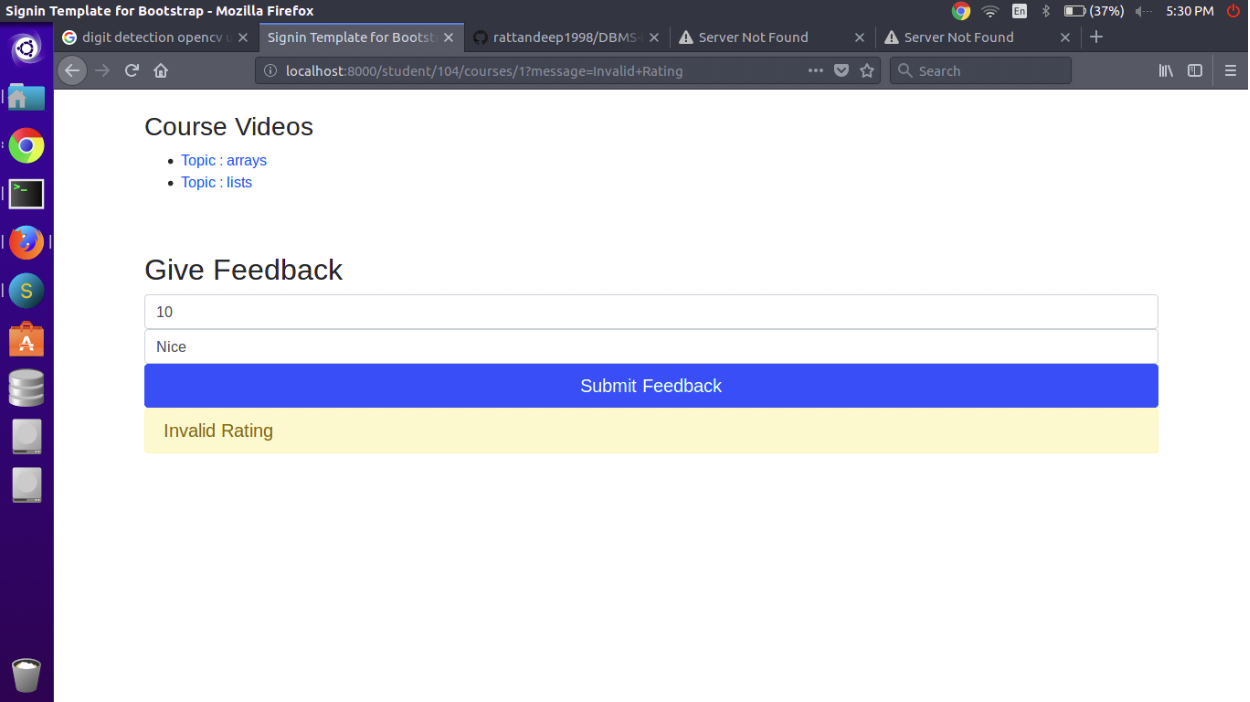 Signin Template for Bootstrap - Mozilla Firefox
En
(37%)
5:30 PM
digit detection opencv u
Signin Template for Bootst
rattandeep1998/DBMS-
Server Not Found
Server Not Found
localhost:8000/student/104/courses/1?message=Invalid+Rating
Search
Course Videos
Topic : arrays
Topic : lists
Give Feedback
10
Nice
Submit Feedback
Invalid Rating
S